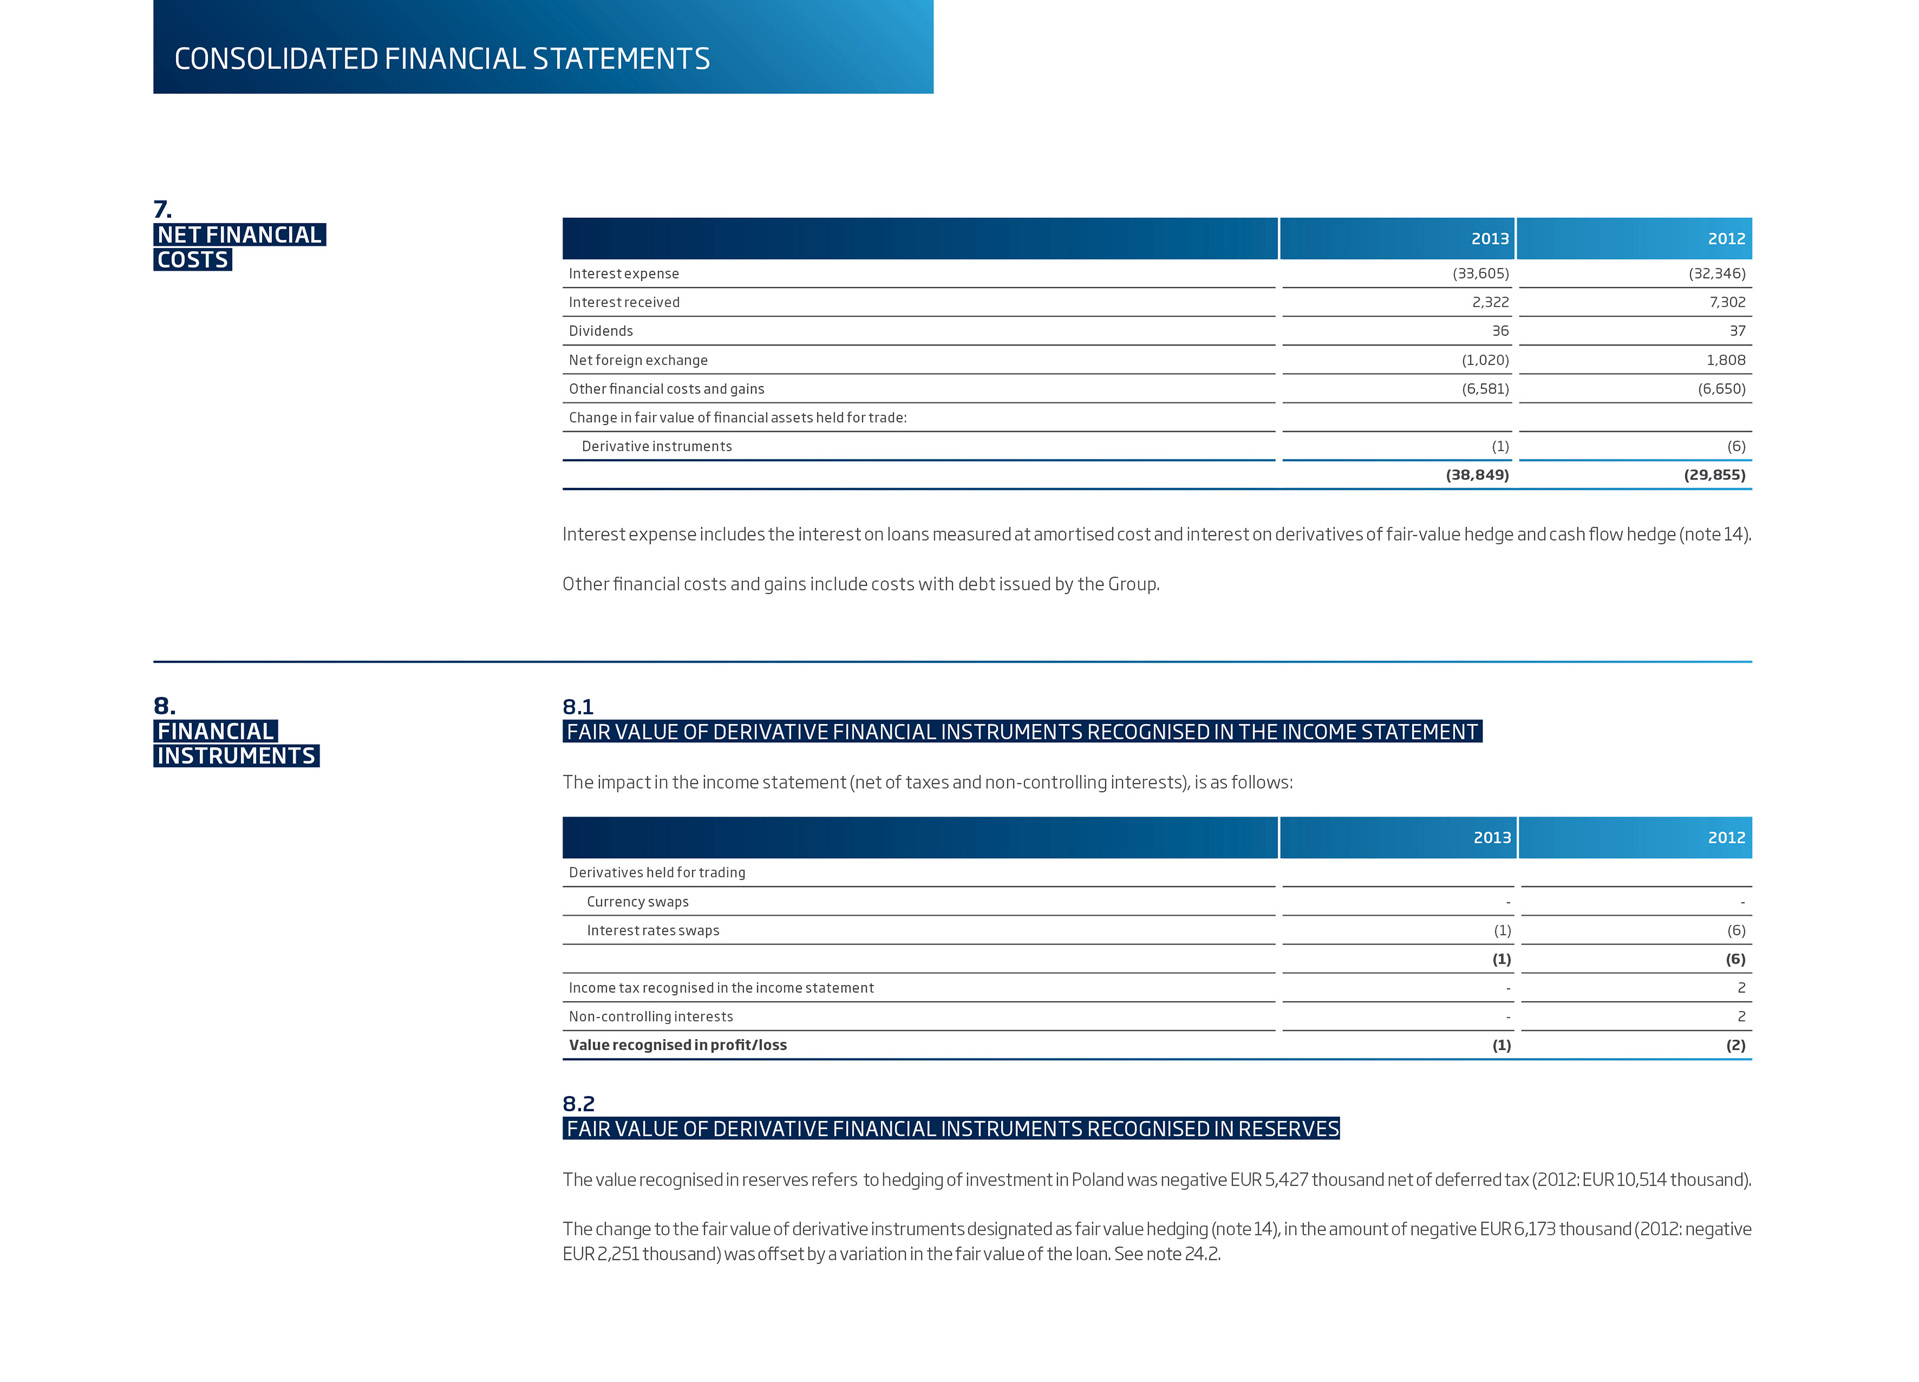 CONSOLIDATED FINANCIAL STATEMENTS
7.
NET FINANCIAL
COSTS
2013 2012
Interest expense (33,605) (32,346)
Interest received 2,322 7,302
Dividends 36 37
Net foreign exchange (1,020) 1,808
Other financial costs and gains (6,581) (6,650)
Change in fair value of financial assets held for trade:
Derivative instruments (1) (6)
(38,849) (29,855)
Interest expense includes the interest on loans measured at amortised cost and interest on derivatives of fair-value hedge and cash flow hedge (note 14).
Other financial costs and gains include costs with debt issued by the Group.
8.
FINANCIAL
INSTRUMENTS
8.1
FAIR VALUE OF DERIVATIVE FINANCIAL INSTRUMENTS RECOGNISED IN THE INCOME STATEMENT
The impact in the income statement (net of taxes and non-controlling interests), is as follows:
2013 2012
Derivatives held for trading
Currency swaps - -
Interest rates swaps (1) (6)
(1) (6)
Income tax recognised in the income statement - 2
Non-controlling interests - 2
Value recognised in profit/loss (1) (2)
8.2
FAIR VALUE OF DERIVATIVE FINANCIAL INSTRUMENTS RECOGNISED IN RESERVES
The value recognised in reserves refers to hedging of investment in Poland was negative EUR 5,427 thousand net of deferred tax (2012: EUR 10,514 thousand).
The change to the fair value of derivative instruments designated as fair value hedging (note 14), in the amount of negative EUR 6,173 thousand (2012: negative
EUR 2,251 thousand) was offset by a variation in the fair value of the loan. See note 24.2.